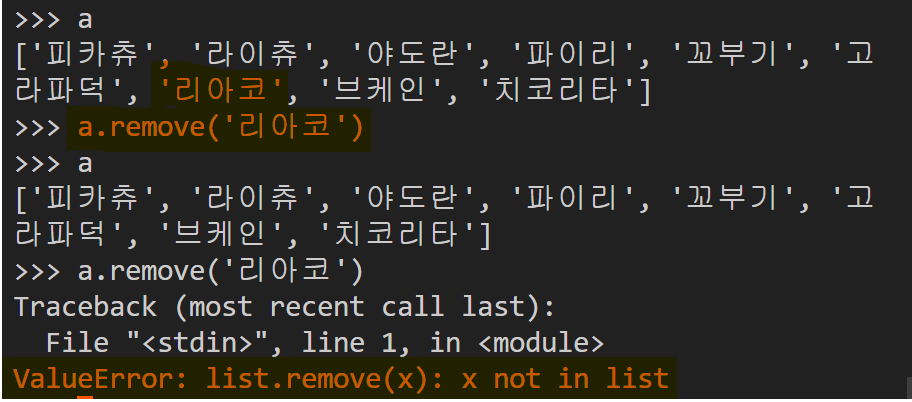 >>> a
['피카츄', '라이츄', '야도란', '파이리', '꼬부기', '고
라파덕', '리아코', '브케인', '치코리타']
>>> a.remove('리아코')
>>> a
['피카츄', '라이츄', '야도란', '파이리', '꼬부기', '고
라파덕', '브케인', '치코리타']
>>> a.remove('리아코')
Traceback (most recent call last):
  File "<stdin>", line 1, in <module>
ValueError: list.remove(x): x not in list